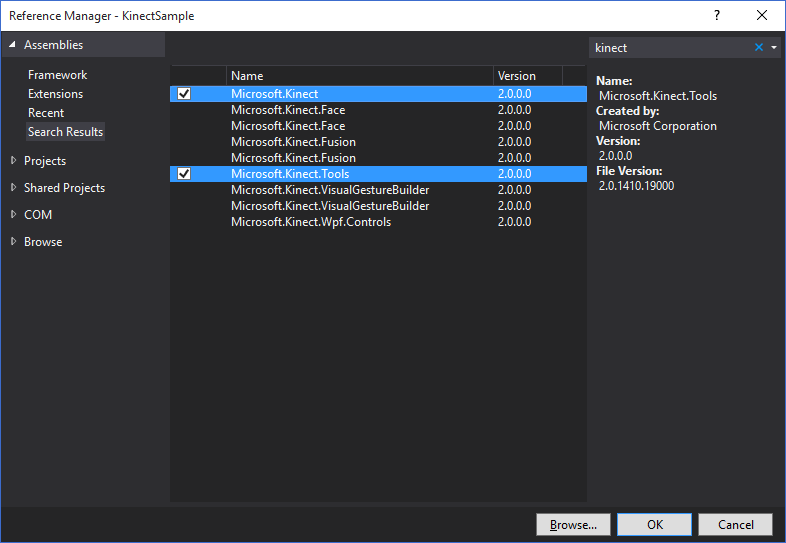 Reference Manager - KinectSample
Assemblies
Framework
Extensions
Recent
Search Results
Projects
Shared Projects
COM
Browse
Name Version
Microsoft.Kinect 2.0.0.0
Microsoft.Kinect.Face 2.0.0.0
Microsoft.Kinect.Face 2.0.0.0
Microsoft.Kinect.Fusion 2.0.0.0
Microsoft.Kinect.Fusion 2.0.0.0
Microsoft.Kinect.Tools 2.0.0.0
Microsoft.Kinect.VisualGestureBuilder 2.0.0.0
Microsoft.Kinect.VisualGestureBuilder 2.0.0.0
Microsoft.Kinect.Wpf.Controls 2.0.0.0
kinect
Name:
Microsoft.Kinect.Tools
Created by:
Microsoft Corporation
Version:
2.0.0.0
File Version:
2.0.1410.19000
Browse... OK Cancel